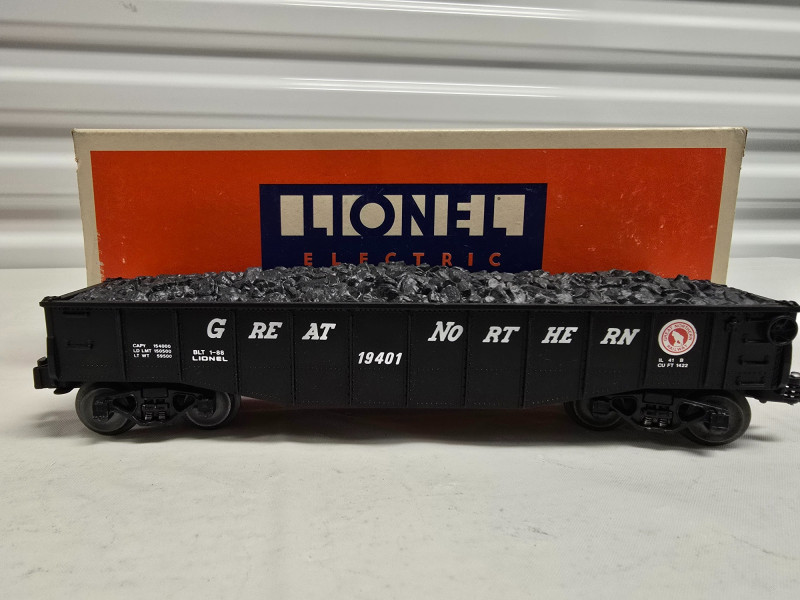 LIONEL
ELECTRIC
GREAT NORTHERN
19401
CAPY 154000
LD LMT 150500
LT WT 59500
BLT 1-88
LIONEL
IL 41 8
CU FT 1422